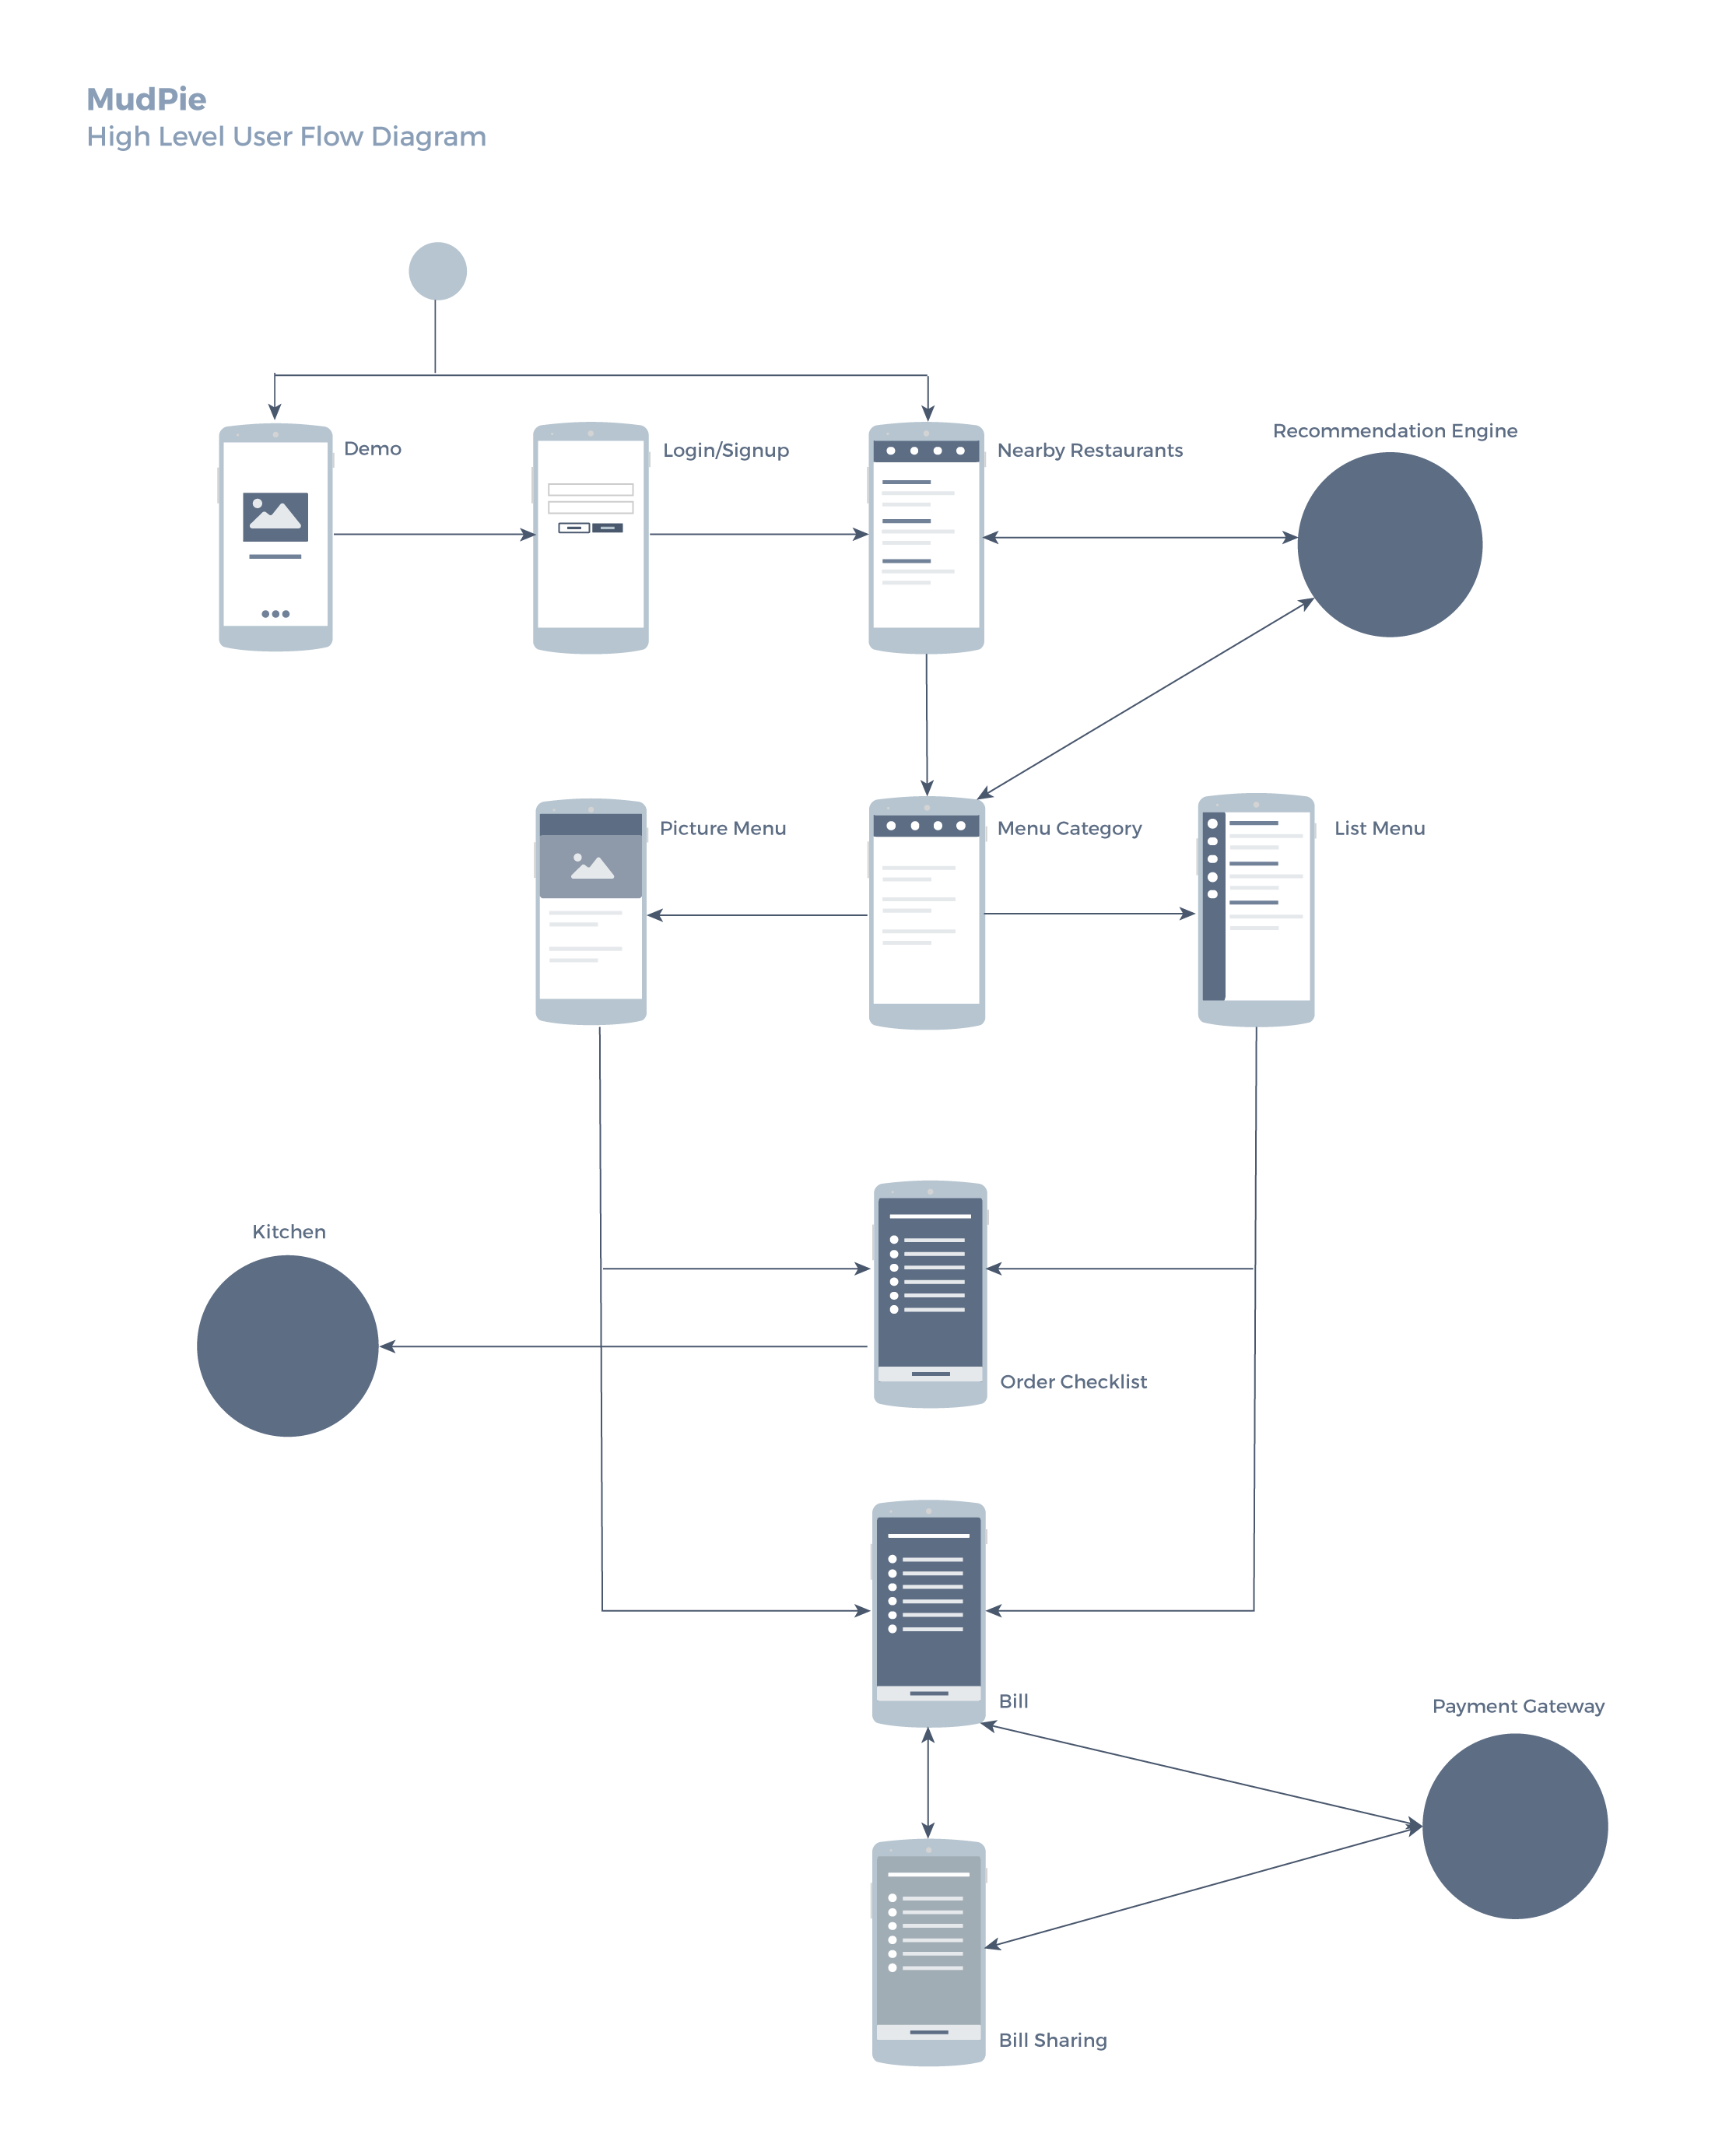 MudPie
High Level User Flow Diagram
Demo
Login/Signup
Nearby Restaurants
Recommendation Engine
Picture Menu
Menu Category
List Menu
Kitchen
Order Checklist
Bill
Payment Gateway
Bill Sharing